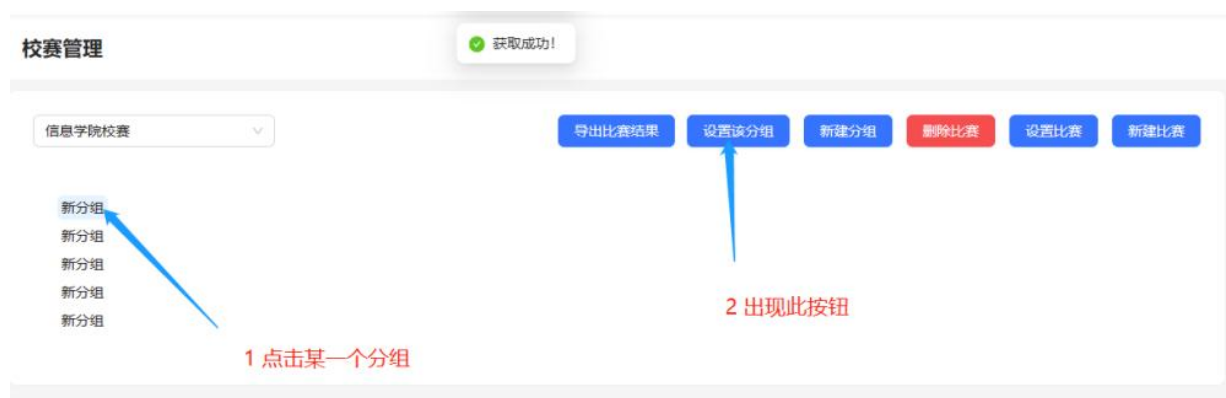 校赛管理
获取成功!
信息学院校赛
导出比赛结果 设置该分组 新建分组 删除比赛 设置比赛 新建比赛
新分组
新分组
新分组
新分组
新分组
2 出现此按钮
1 点击某一个分组